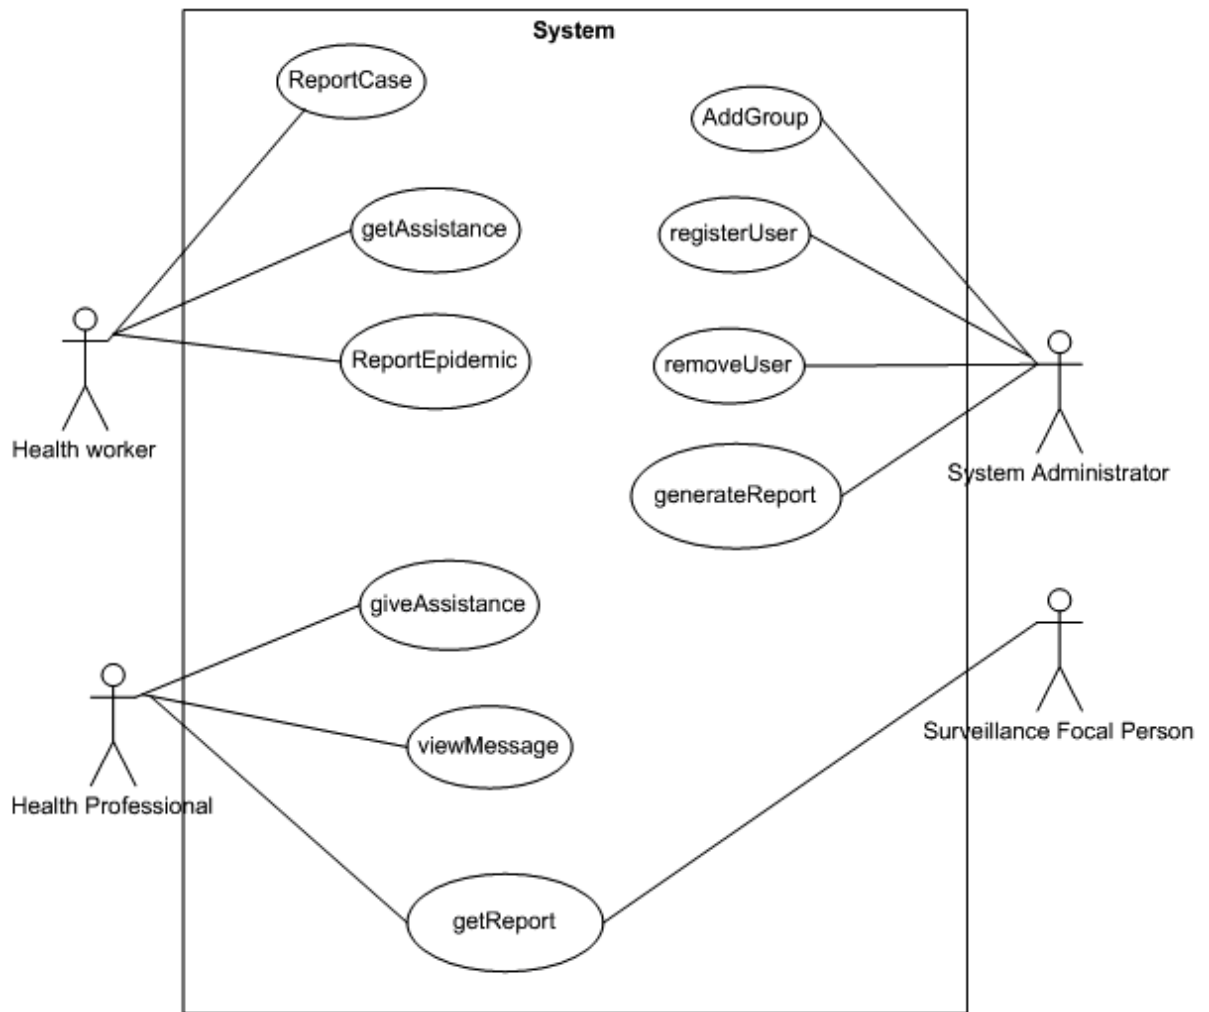 System
ReportCase
AddGroup
getAssistance
registerUser
ReportEpidemic
removeUser
Health worker
System Administrator
generateReport
giveAssistance
Surveillance Focal Person
viewMessage
Health Professional
getReport